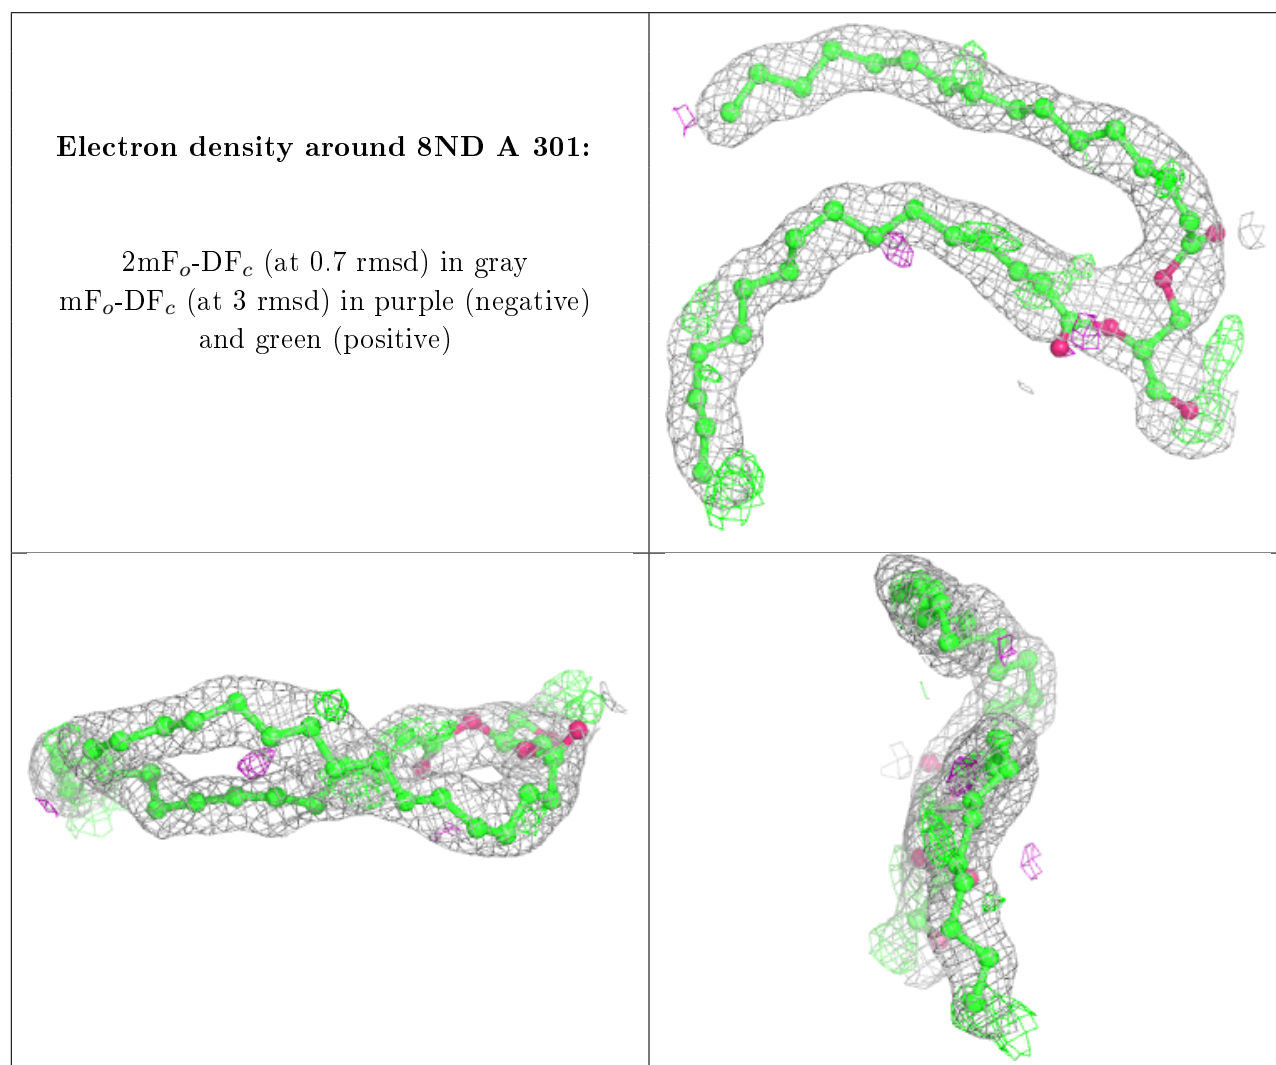 Electron density around 8ND A 301:
2mFₒ-DF𝒸 (at 0.7 rmsd) in gray
mFₒ-DF𝒸 (at 3 rmsd) in purple (negative)
and green (positive)